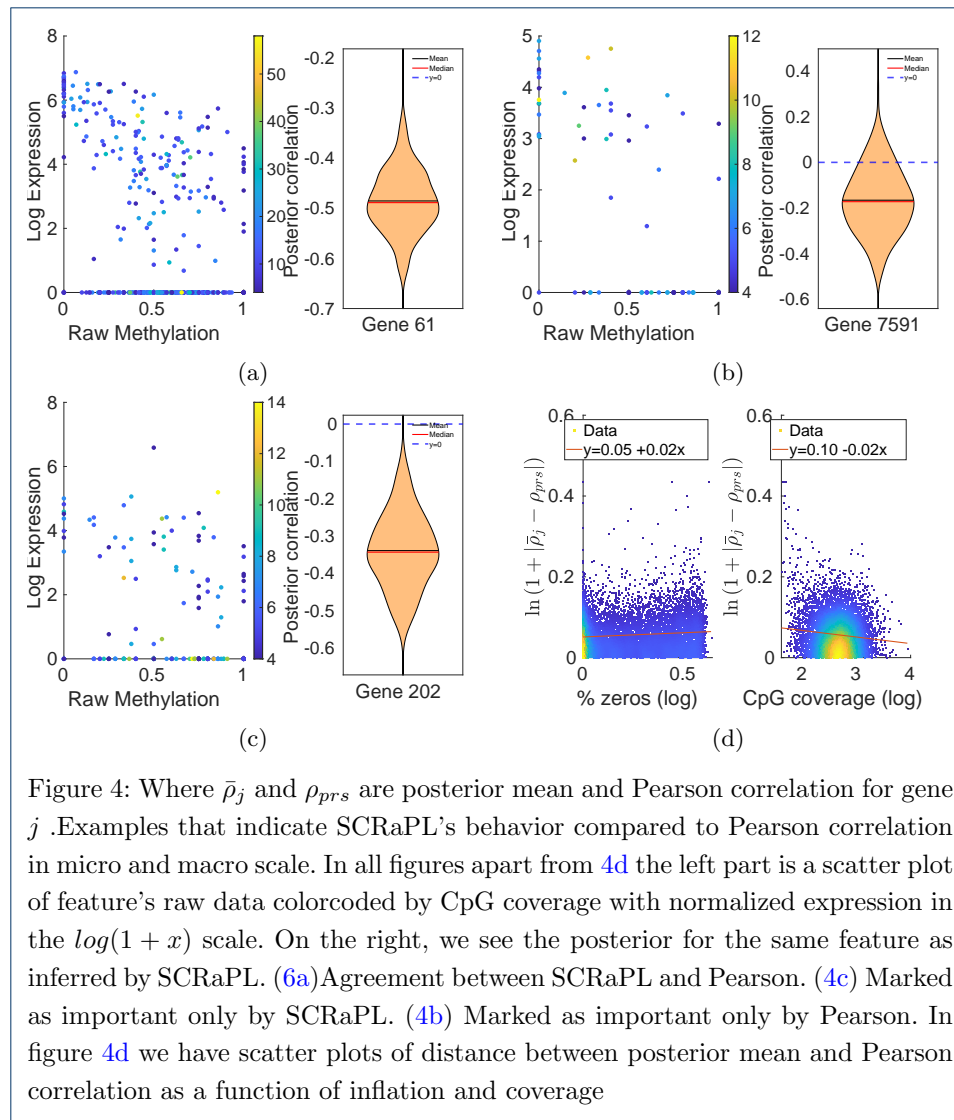 8
6
4
2
0
Log Expression
0
0.5
1
Raw Methylation
50
40
30
20
10
Posterior correlation
-0.2
-0.3
-0.4
-0.5
-0.6
-0.7
Mean
Median
y=0
Gene 61
(a)
5
4
3
2
1
0
Log Expression
0
0.5
1
Raw Methylation
12
10
8
6
4
Posterior correlation
0.4
0.2
0
-0.2
-0.4
-0.6
Mean
Median
y=0
Gene 7591
(b)
8
6
4
2
0
Log Expression
0
0.5
1
Raw Methylation
14
12
10
8
6
4
Posterior correlation
0
-0.1
-0.2
-0.3
-0.4
-0.5
-0.6
Mean
Median
y=0
Gene 202
(c)
0.6
0.4
0.2
0
ln (1 + |ρ̄j − ρprs|)
Data
y=0.05 +0.02x
0
0.5
% zeros (log)
0.6
0.4
0.2
0
ln (1 + |ρ̄j − ρprs|)
Data
y=0.10 -0.02x
2
3
4
CpG coverage (log)
(d)
Figure 4: Where ρ̄j and ρprs are posterior mean and Pearson correlation for gene
j .Examples that indicate SCRaPL's behavior compared to Pearson correlation
in micro and macro scale. In all figures apart from 4d the left part is a scatter plot
of feature's raw data colorcoded by CpG coverage with normalized expression in
the log(1 + x) scale. On the right, we see the posterior for the same feature as
inferred by SCRaPL. (6a)Agreement between SCRaPL and Pearson. (4c) Marked
as important only by SCRaPL. (4b) Marked as important only by Pearson. In
figure 4d we have scatter plots of distance between posterior mean and Pearson
correlation as a function of inflation and coverage